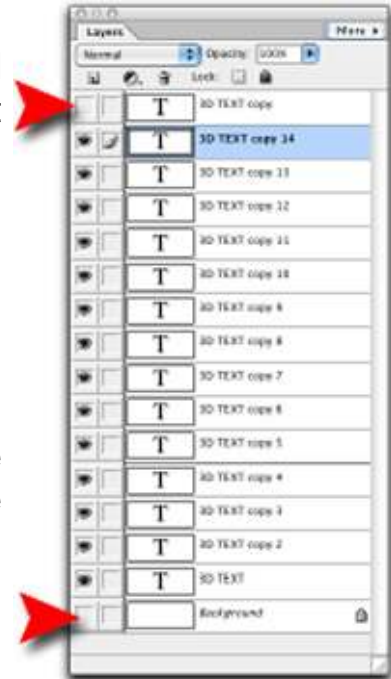 Layers
More
Normal
Opacity: 100%
Lock:
T 3D TEXT copy
T 3D TEXT copy 14
T 3D TEXT copy 13
T 3D TEXT copy 12
T 3D TEXT copy 11
T 3D TEXT copy 10
T 3D TEXT copy 9
T 3D TEXT copy 8
T 3D TEXT copy 7
T 3D TEXT copy 6
T 3D TEXT copy 5
T 3D TEXT copy 4
T 3D TEXT copy 3
T 3D TEXT copy 2
T 3D TEXT
Background